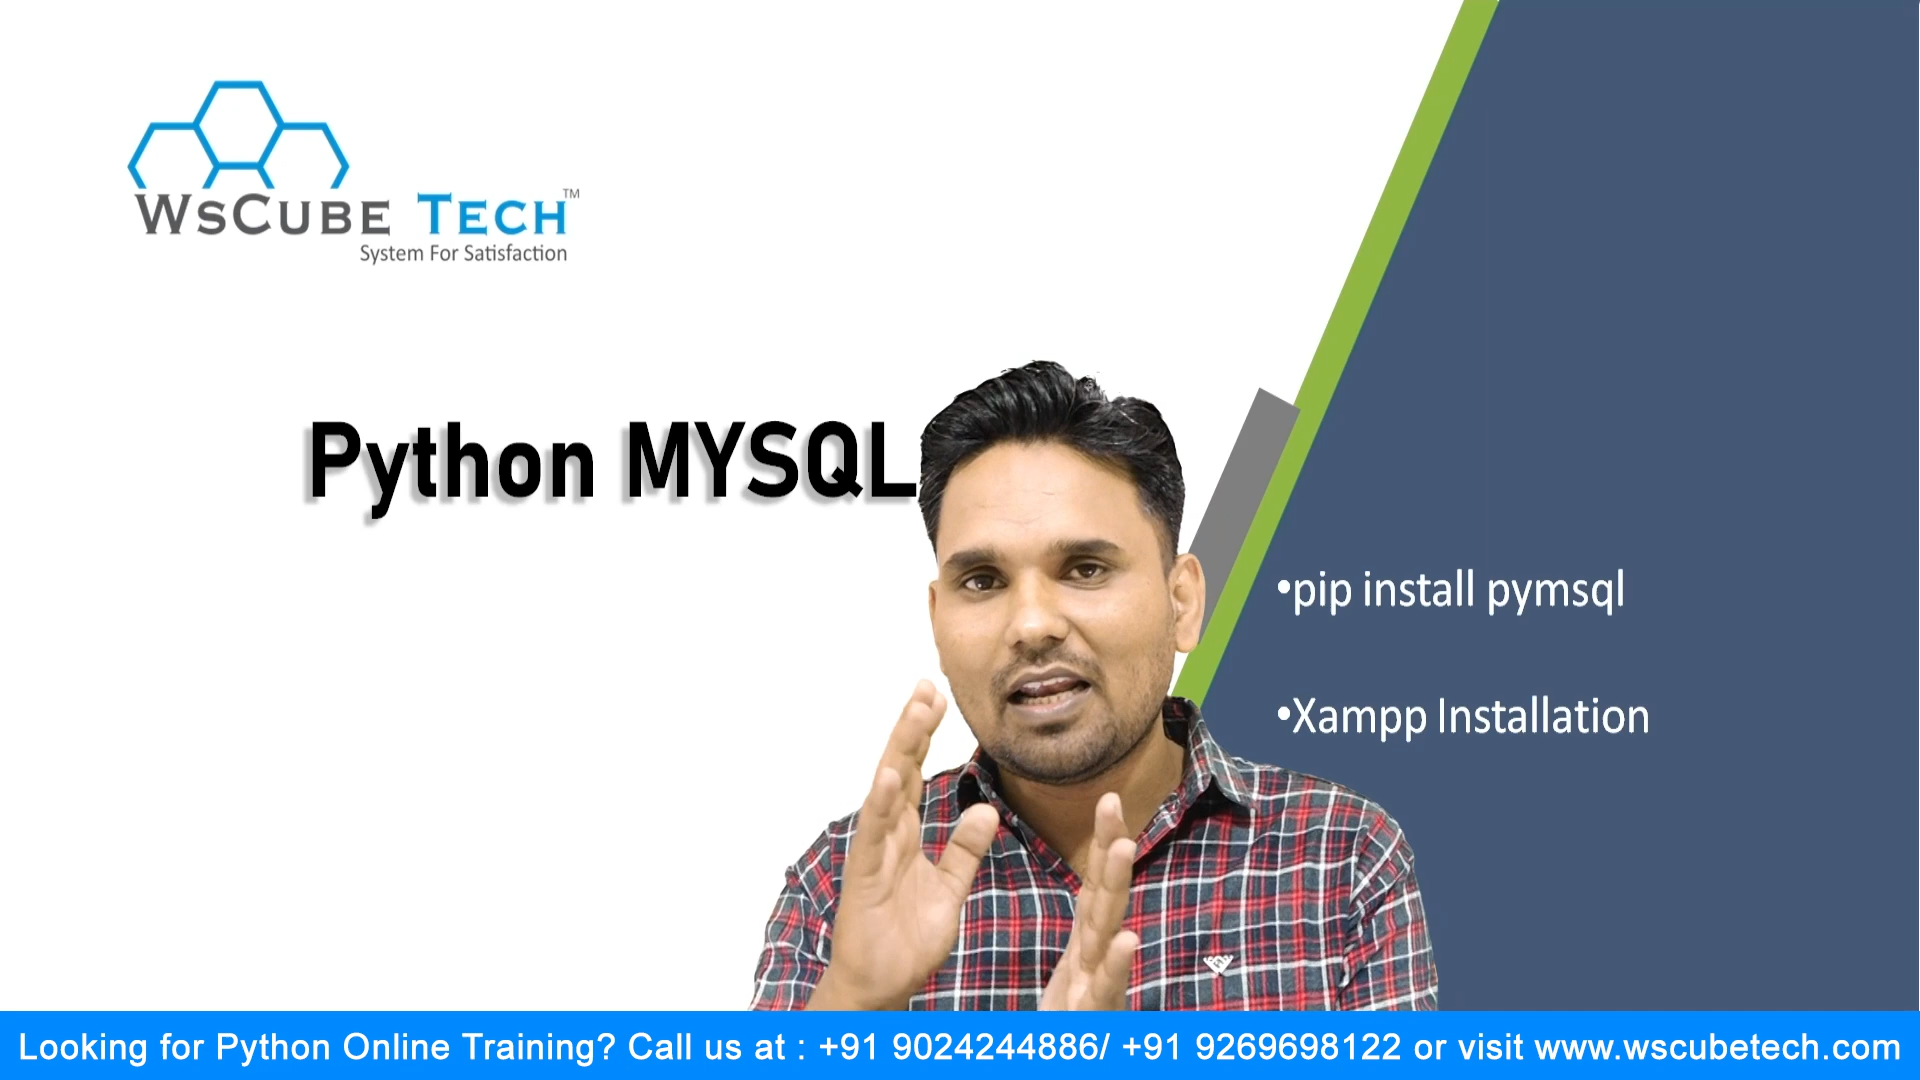 WSCUBE TECH™
System For Satisfaction
Python MYSQL
•pip install pymsql
•Xampp Installation
Looking for Python Online Training? Call us at : +91 9024244886/ +91 9269698122 or visit www.wscubetech.com